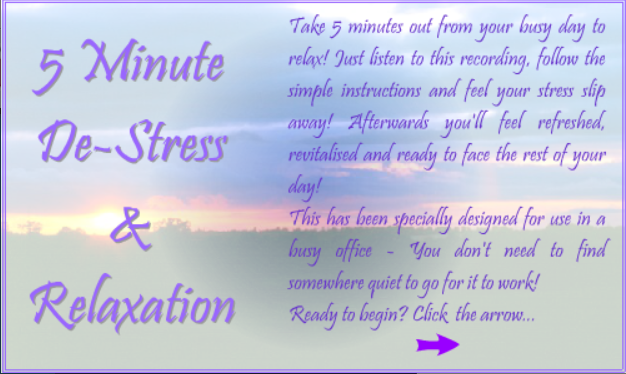 5 Minute
De-Stress
&
Relaxation
Take 5 minutes out from your busy day to
relax! Just listen to this recording, follow the
simple instructions and feel your stress slip
away! Afterwards you'll feel refreshed,
revitalised and ready to face the rest of your
day!
This has been specially designed for use in a
busy office - You don't need to find
somewhere quiet to go for it to work!
Ready to begin? Click the arrow...